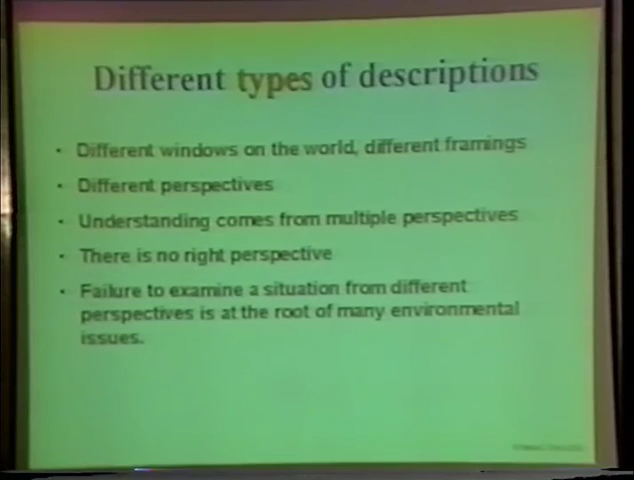 Different types of descriptions
• Different windows on the world, different framings
• Different perspectives
• Understanding comes from multiple perspectives
• There is no right perspective
• Failure to examine a situation from different
perspectives is at the root of many environmental
issues.